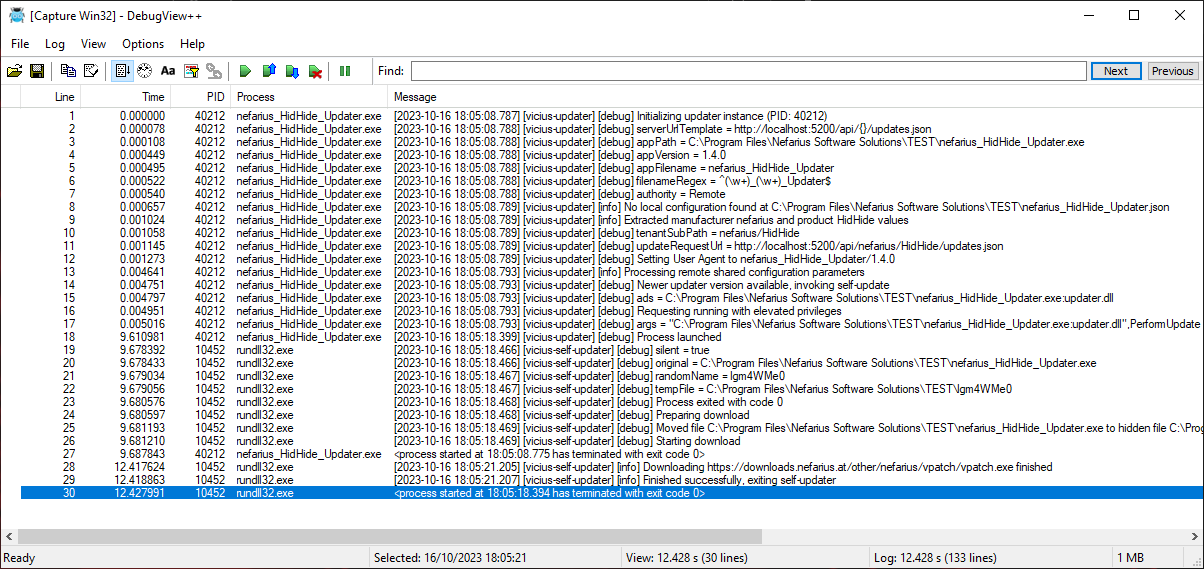 [Capture Win32] - DebugView++
File Log View Options Help
Aa Find: Next Previous
Line Time PID Process Message
1 0.000000 40212 nefarius_HidHide_Updater.exe [2023-10-16 18:05:08.787] [vicius-updater] [debug] Initializing updater instance (PID: 40212)
2 0.000078 40212 nefarius_HidHide_Updater.exe [2023-10-16 18:05:08.788] [vicius-updater] [debug] serverUrlTemplate = http://localhost:5200/api/{}/updates.json
3 0.000108 40212 nefarius_HidHide_Updater.exe [2023-10-16 18:05:08.788] [vicius-updater] [debug] appPath = C:\Program Files\Nefarius Software Solutions\TEST\nefarius_HidHide_Updater.exe
4 0.000449 40212 nefarius_HidHide_Updater.exe [2023-10-16 18:05:08.788] [vicius-updater] [debug] appVersion = 1.4.0
5 0.000495 40212 nefarius_HidHide_Updater.exe [2023-10-16 18:05:08.788] [vicius-updater] [debug] appFilename = nefarius_HidHide_Updater
6 0.000522 40212 nefarius_HidHide_Updater.exe [2023-10-16 18:05:08.788] [vicius-updater] [debug] filenameRegex = ^(\w+)_(\w+)_Updater$
7 0.000540 40212 nefarius_HidHide_Updater.exe [2023-10-16 18:05:08.788] [vicius-updater] [debug] authority = Remote
8 0.000657 40212 nefarius_HidHide_Updater.exe [2023-10-16 18:05:08.788] [vicius-updater] [info] No local configuration found at C:\Program Files\Nefarius Software Solutions\TEST\nefarius_HidHide_Updater.json
9 0.001024 40212 nefarius_HidHide_Updater.exe [2023-10-16 18:05:08.789] [vicius-updater] [info] Extracted manufacturer nefarius and product HidHide values
10 0.001058 40212 nefarius_HidHide_Updater.exe [2023-10-16 18:05:08.789] [vicius-updater] [debug] tenantSubPath = nefarius/HidHide
11 0.001145 40212 nefarius_HidHide_Updater.exe [2023-10-16 18:05:08.789] [vicius-updater] [debug] updateRequestUrl = http://localhost:5200/api/nefarius/HidHide/updates.json
12 0.001273 40212 nefarius_HidHide_Updater.exe [2023-10-16 18:05:08.789] [vicius-updater] [debug] Setting User Agent to nefarius_HidHide_Updater/1.4.0
13 0.004641 40212 nefarius_HidHide_Updater.exe [2023-10-16 18:05:08.793] [vicius-updater] [info] Processing remote shared configuration parameters
14 0.004751 40212 nefarius_HidHide_Updater.exe [2023-10-16 18:05:08.793] [vicius-updater] [debug] Newer updater version available, invoking self-update
15 0.004797 40212 nefarius_HidHide_Updater.exe [2023-10-16 18:05:08.793] [vicius-updater] [debug] ads = C:\Program Files\Nefarius Software Solutions\TEST\nefarius_HidHide_Updater.exe:updater.dll
16 0.004951 40212 nefarius_HidHide_Updater.exe [2023-10-16 18:05:08.793] [vicius-updater] [debug] Requesting running with elevated privileges
17 0.005016 40212 nefarius_HidHide_Updater.exe [2023-10-16 18:05:08.793] [vicius-updater] [debug] args = "C:\Program Files\Nefarius Software Solutions\TEST\nefarius_HidHide_Updater.exe:updater.dll",PerformUpdate
18 9.610981 40212 nefarius_HidHide_Updater.exe [2023-10-16 18:05:18.399] [vicius-updater] [debug] Process launched
19 9.678392 10452 rundll32.exe [2023-10-16 18:05:18.466] [vicius-self-updater] [debug] silent = true
20 9.678433 10452 rundll32.exe [2023-10-16 18:05:18.466] [vicius-self-updater] [debug] original = C:\Program Files\Nefarius Software Solutions\TEST\nefarius_HidHide_Updater.exe
21 9.679034 10452 rundll32.exe [2023-10-16 18:05:18.467] [vicius-self-updater] [debug] randomName = lgm4WMe0
22 9.679056 10452 rundll32.exe [2023-10-16 18:05:18.467] [vicius-self-updater] [debug] tempFile = C:\Program Files\Nefarius Software Solutions\TEST\lgm4WMe0
23 9.680576 10452 rundll32.exe [2023-10-16 18:05:18.468] [vicius-self-updater] [debug] Process exited with code 0
24 9.680597 10452 rundll32.exe [2023-10-16 18:05:18.468] [vicius-self-updater] [debug] Preparing download
25 9.681193 10452 rundll32.exe [2023-10-16 18:05:18.469] [vicius-self-updater] [debug] Moved file C:\Program Files\Nefarius Software Solutions\TEST\nefarius_HidHide_Updater.exe to hidden file C:\Prog
26 9.681210 10452 rundll32.exe [2023-10-16 18:05:18.469] [vicius-self-updater] [debug] Starting download
27 9.687843 40212 nefarius_HidHide_Updater.exe <process started at 18:05:08.775 has terminated with exit code 0>
28 12.417624 10452 rundll32.exe [2023-10-16 18:05:21.205] [vicius-self-updater] [info] Downloading https://downloads.nefarius.at/other/nefarius/vpatch/vpatch.exe finished
29 12.418863 10452 rundll32.exe [2023-10-16 18:05:21.207] [vicius-self-updater] [info] Finished successfully, exiting self-updater
30 12.427991 10452 rundll32.exe <process started at 18:05:18.394 has terminated with exit code 0>
Ready Selected: 16/10/2023 18:05:21 View: 12.428 s (30 lines) Log: 12.428 s (133 lines) 1 MB